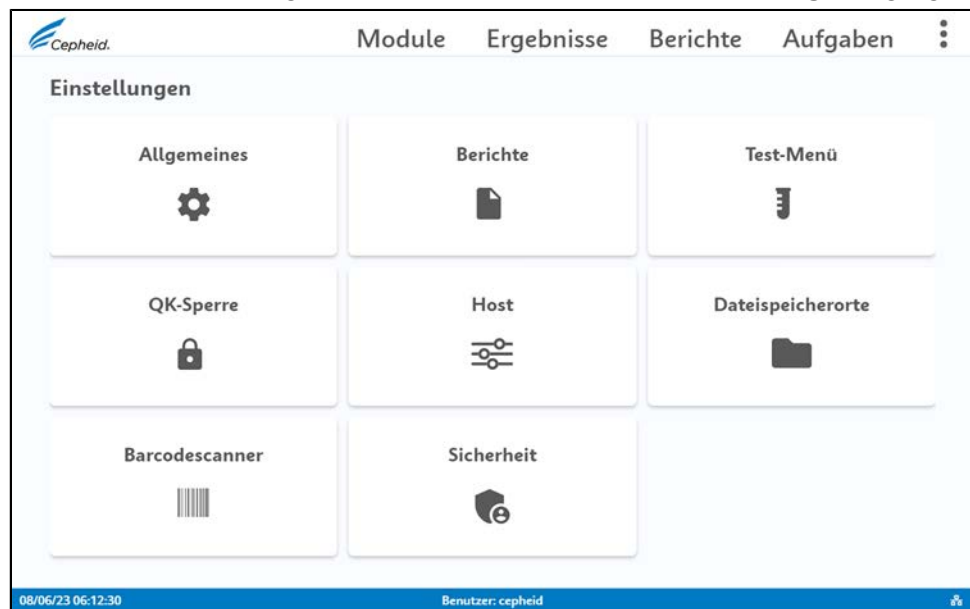 Cepheid. Module Ergebnisse Berichte Aufgaben
Einstellungen
Allgemeines Berichte Test-Menü
QK-Sperre Host Dateispeicherorte
Barcodescanner Sicherheit
08/06/23 06:12:30 Benutzer: cepheid